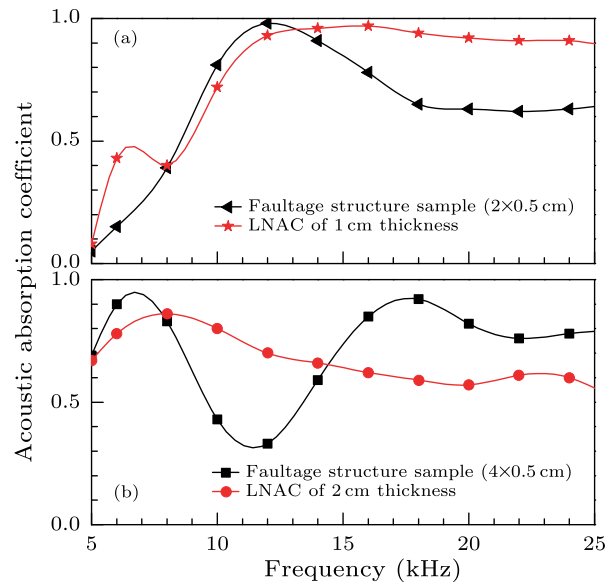 1.0
(a)
0.5
Faultage structure sample (2×0.5 cm)
LNAC of 1 cm thickness
0.0
Acoustic absorption coefficient
1.0
0.5
Faultage structure sample (4×0.5 cm)
(b)
LNAC of 2 cm thickness
0.0
5 10 15 20 25
Frequency (kHz)